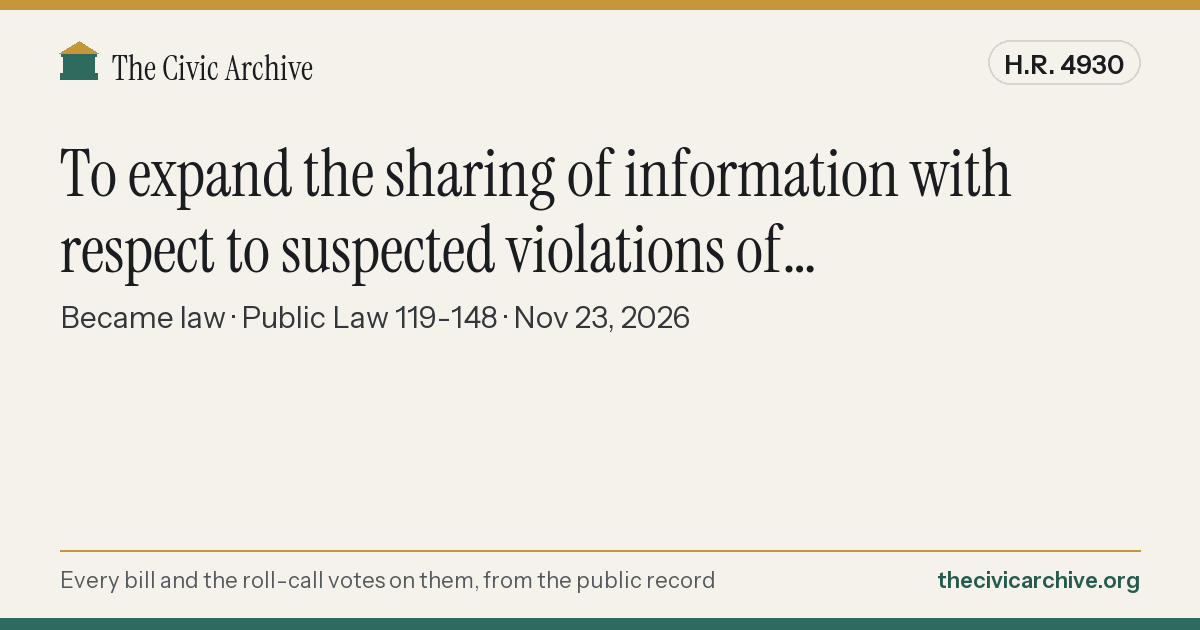 The Civic Archive
H.R. 4930
To expand the sharing of information with
respect to suspected violations of...
Became law · Public Law 119-148 · Nov 23, 2026
Every bill and the roll-call votes on them, from the public record
thecivicarchive.org